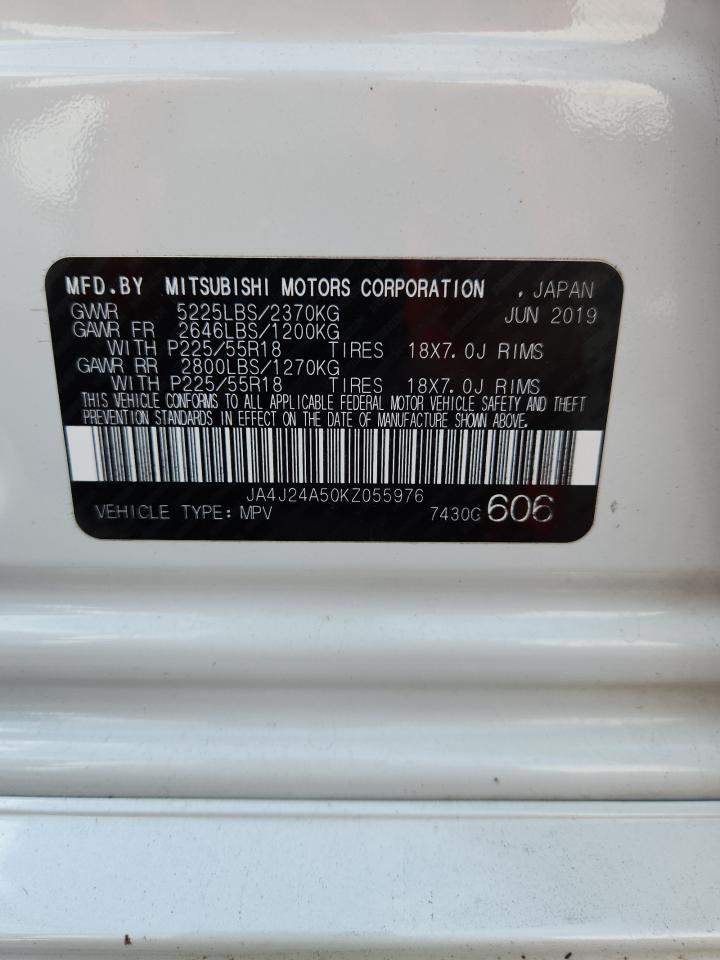 MFD.BY MITSUBISHI MOTORS CORPORATION , JAPAN
GVWR 5225LBS/2370KG JUN 2019
GAWR FR 2646LBS/1200KG
WITH P225/55R18 TIRES 18X7.0J RIMS
GAWR RR 2800LBS/1270KG
WITH P225/55R18 TIRES 18X7.0J RIMS
THIS VEHICLE CONFORMS TO ALL APPLICABLE FEDERAL MOTOR VEHICLE SAFETY AND THEFT
PREVENTION STANDARDS IN EFFECT ON THE DATE OF MANUFACTURE SHOWN ABOVE.
JA4J24A50KZ055976
VEHICLE TYPE: MPV 7430G 606